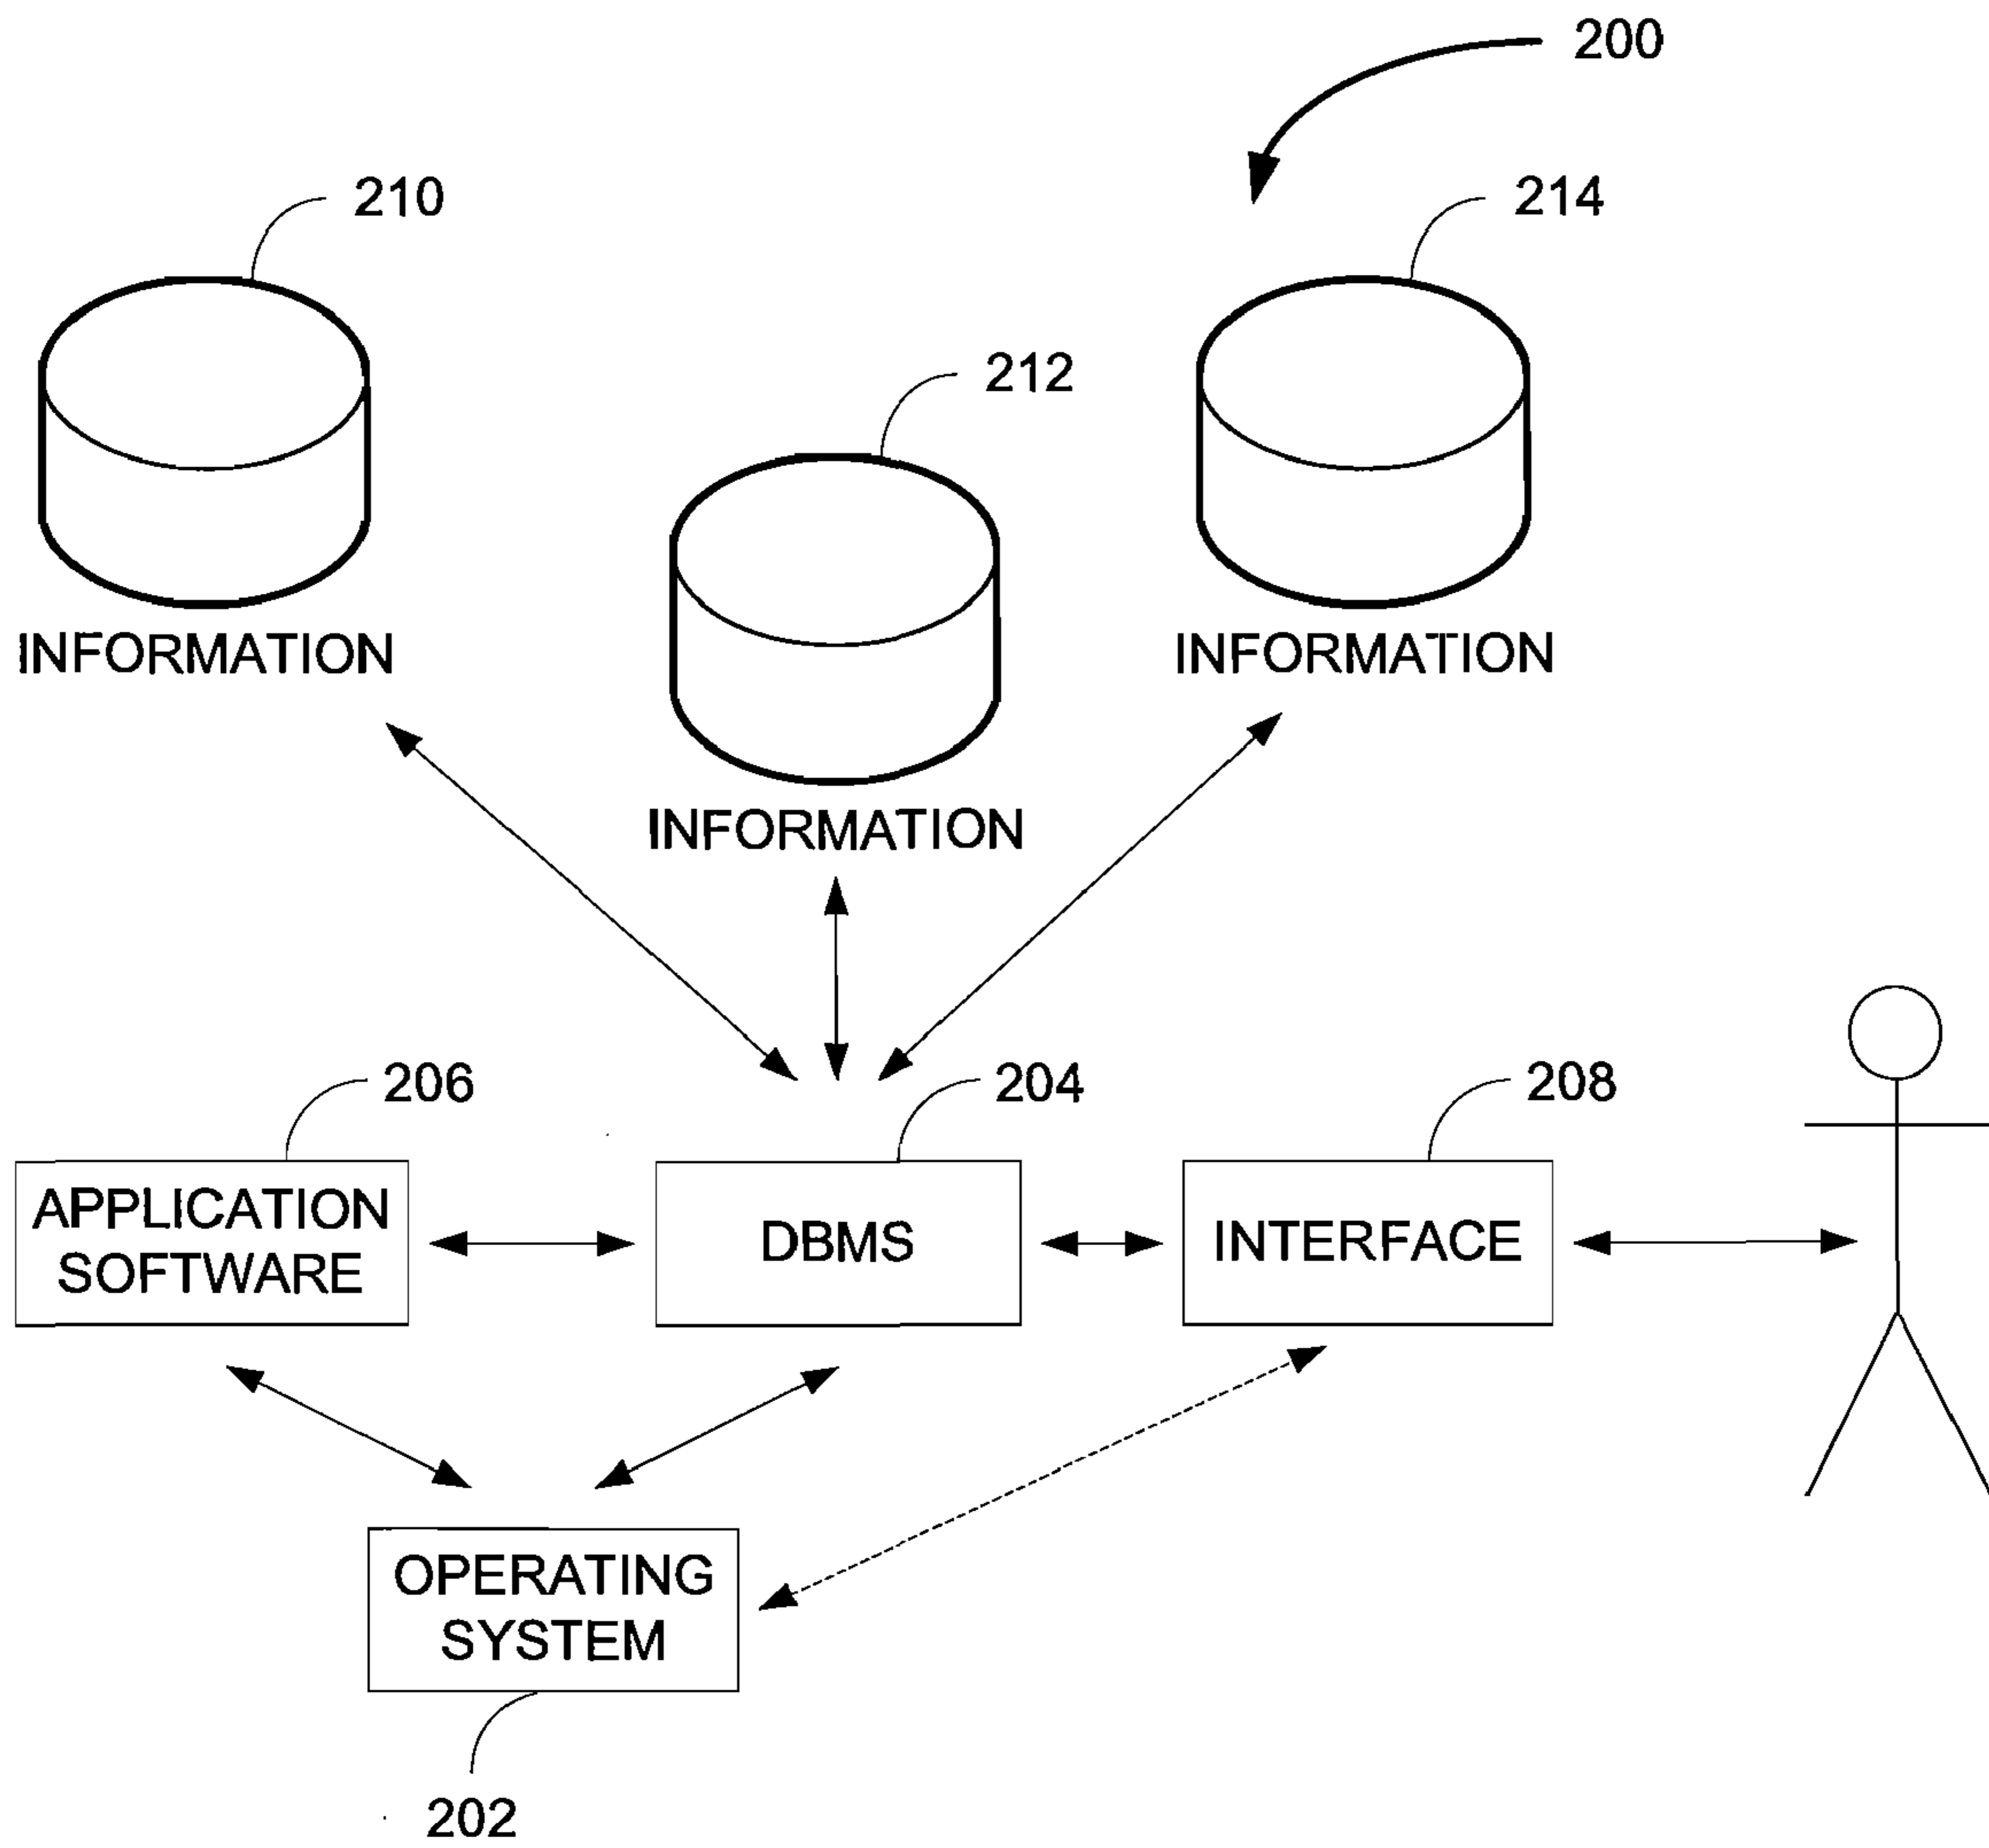 200
210
214
212
INFORMATION
INFORMATION
INFORMATION
206
204
208
APPLICATION
SOFTWARE
DBMS
INTERFACE
OPERATING
SYSTEM
202